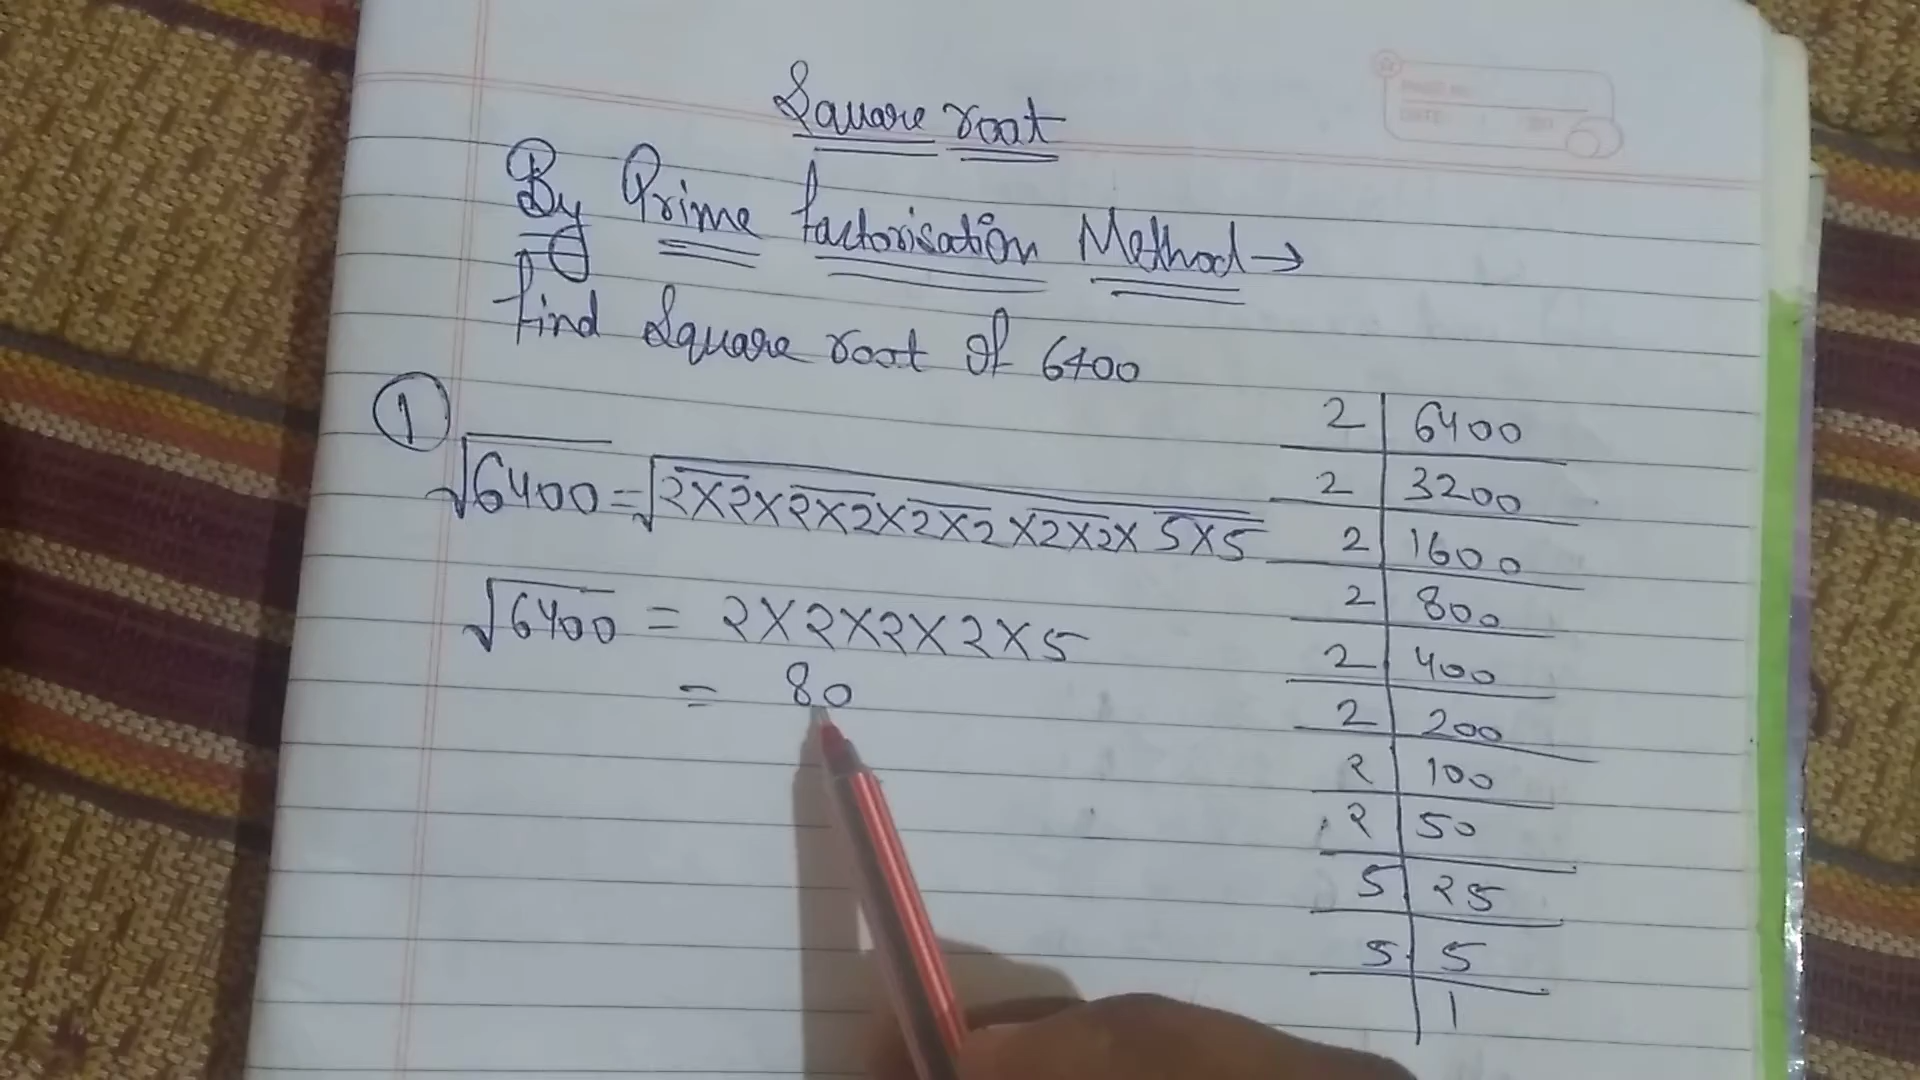 Square root
By Prime factorisation Method→
find Square root of 6400
1
√6400=√2×2×2×2×2×2×2×2×5×5
√6400 = 2×2×2×2×5
= 80
2 | 6400
2 | 3200
2 | 1600
2 | 800
2 | 400
2 | 200
2 | 100
2 | 50
5 | 25
5 | 5
| 1